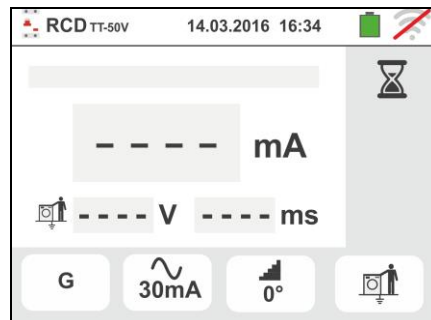 RCD TT-50V 14.03.2016 16:34
- - - - mA
- - - - V - - - - ms
G 30mA 0°